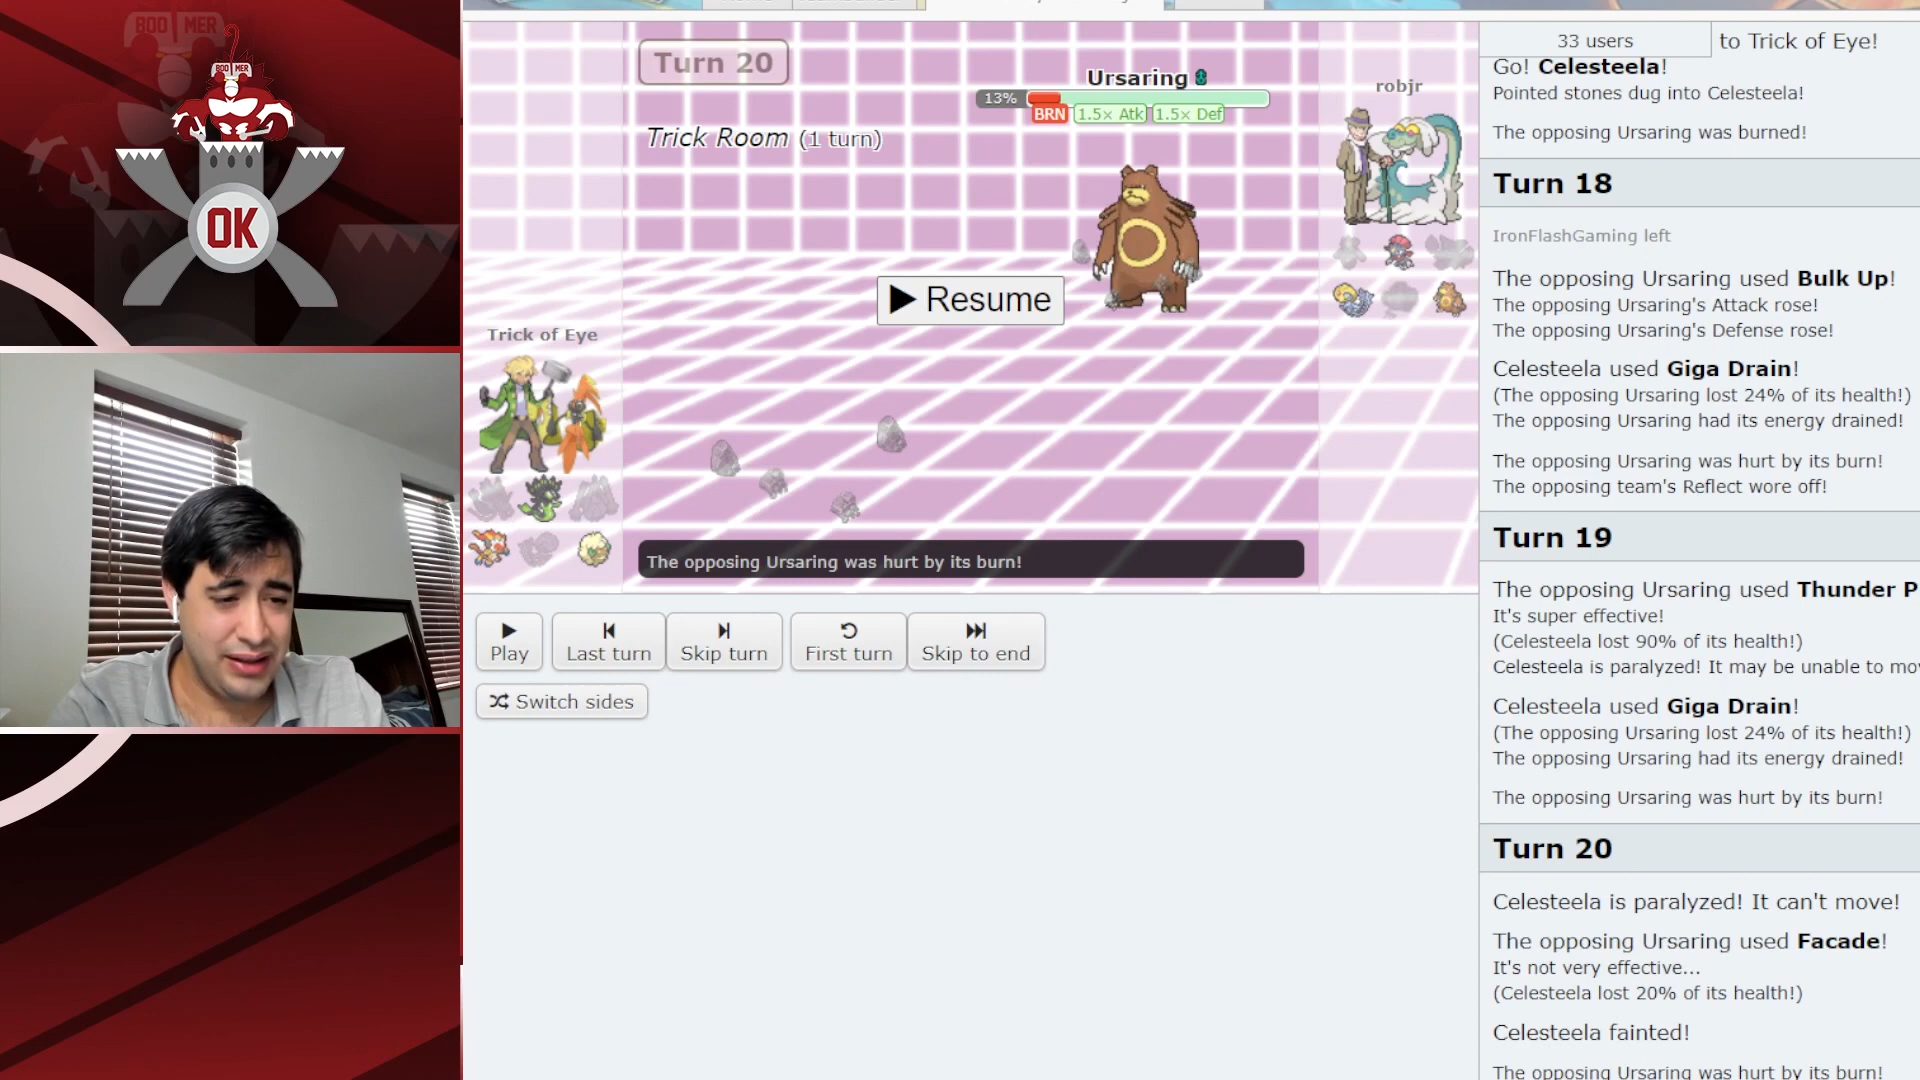 BOO MER
BOO MER
OK
Turn 20
Trick Room (1 turn)
Ursaring
13%
BRN 1.5× Atk 1.5× Def
robjr
Resume
Trick of Eye
The opposing Ursaring was hurt by its burn!
Play
Last turn
Skip turn
First turn
Skip to end
Switch sides
33 users
to Trick of Eye!
Go! Celesteela!
Pointed stones dug into Celesteela!
The opposing Ursaring was burned!
Turn 18
IronFlashGaming left
The opposing Ursaring used Bulk Up!
The opposing Ursaring's Attack rose!
The opposing Ursaring's Defense rose!
Celesteela used Giga Drain!
(The opposing Ursaring lost 24% of its health!)
The opposing Ursaring had its energy drained!
The opposing Ursaring was hurt by its burn!
The opposing team's Reflect wore off!
Turn 19
The opposing Ursaring used Thunder P
It's super effective!
(Celesteela lost 90% of its health!)
Celesteela is paralyzed! It may be unable to mov
Celesteela used Giga Drain!
(The opposing Ursaring lost 24% of its health!)
The opposing Ursaring had its energy drained!
The opposing Ursaring was hurt by its burn!
Turn 20
Celesteela is paralyzed! It can't move!
The opposing Ursaring used Facade!
It's not very effective...
(Celesteela lost 20% of its health!)
Celesteela fainted!
The opposing Ursaring was hurt by its burn!